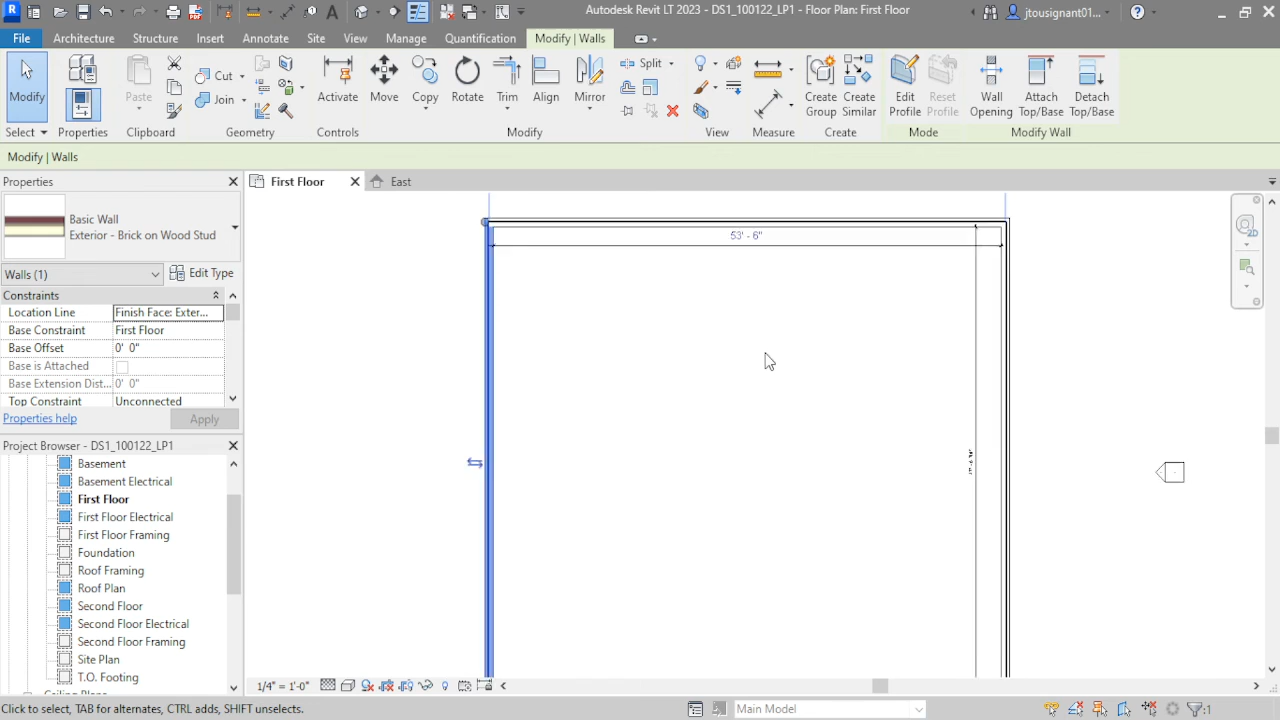 Autodesk Revit LT 2023 - DS1_100122_LP1 - Floor Plan: First Floor
jtousignant01...
File Architecture Structure Insert Annotate Site View Manage Quantification Modify | Walls
Modify Paste Cut Join Activate Move Copy Rotate Trim Align Mirror Split Create Group Create Similar Edit Profile Reset Profile Wall Opening Attach Top/Base Detach Top/Base
Select Properties Clipboard Geometry Controls Modify View Measure Create Mode Modify Wall
Modify | Walls
Properties
First Floor
East
Basic Wall
Exterior - Brick on Wood Stud
Walls (1)
Edit Type
Constraints
Location Line Finish Face: Exter...
Base Constraint First Floor
Base Offset 0' 0"
Base is Attached
Base Extension Dist... 0' 0"
Top Constraint Unconnected
Properties help
Apply
Project Browser - DS1_100122_LP1
Basement
Basement Electrical
First Floor
First Floor Electrical
First Floor Framing
Foundation
Roof Framing
Roof Plan
Second Floor
Second Floor Electrical
Second Floor Framing
Site Plan
T.O. Footing
53' - 6"
2D
1/4" = 1'-0"
Click to select, TAB for alternates, CTRL adds, SHIFT unselects.
Main Model
:1